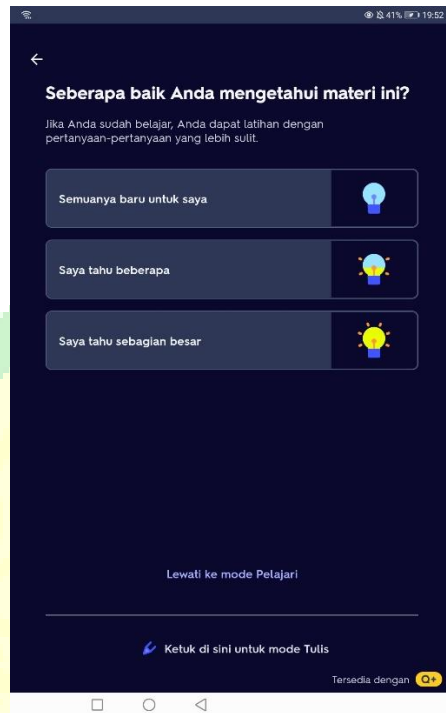 41% 19:52
Seberapa baik Anda mengetahui materi ini?
Jika Anda sudah belajar, Anda dapat latihan dengan
pertanyaan-pertanyaan yang lebih sulit.
Semuanya baru untuk saya
Saya tahu beberapa
Saya tahu sebagian besar
Lewati ke mode Pelajari
Ketuk di sini untuk mode Tulis
Tersedia dengan Q+